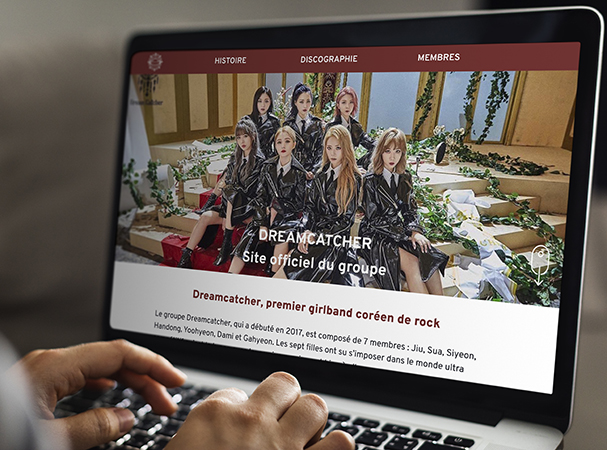 HISTOIRE DISCOGRAPHIE MEMBRES
DreamCatcher
DREAMCATCHER
Site officiel du groupe
Dreamcatcher, premier girlband coréen de rock
Le groupe Dreamcatcher, qui a débuté en 2017, est composé de 7 membres : Jiu, Sua, Siyeon,
Handong, Yoohyeon, Dami et Gahyeon. Les sept filles ont su s'imposer dans le monde ultra